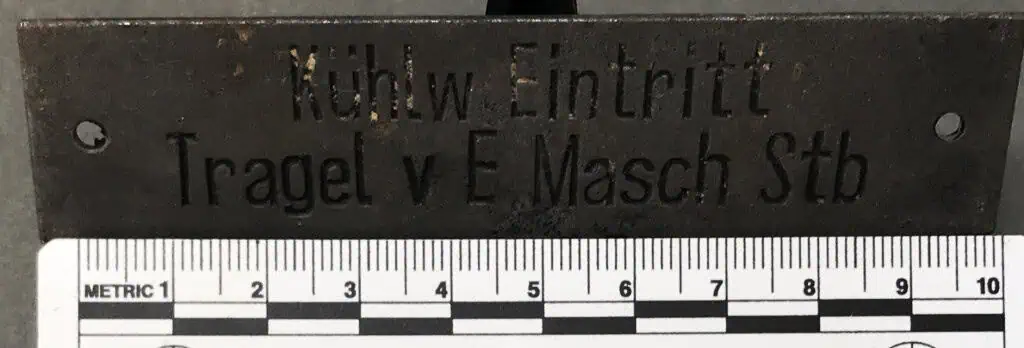 Kühlw Eintritt
Tragel v E Masch Stb
METRIC 1 2 3 4 5 6 7 8 9 10